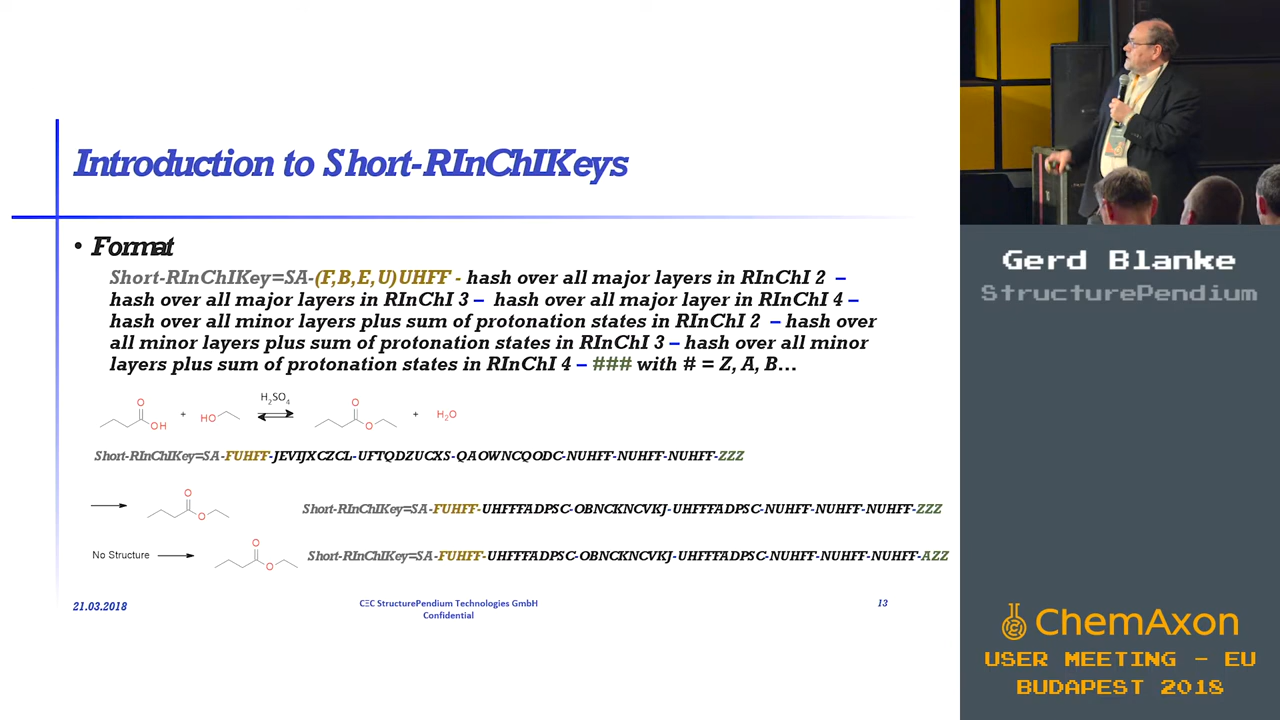 Introduction to Short-RInChIKeys
• Format
Short-RInChIKey=SA-(F,B,E,U)UHFF - hash over all major layers in RInChI 2 –
hash over all major layers in RInChI 3 – hash over all major layer in RInChI 4 –
hash over all minor layers plus sum of protonation states in RInChI 2 – hash over
all minor layers plus sum of protonation states in RInChI 3 – hash over all minor
layers plus sum of protonation states in RInChI 4 – ### with # = Z, A, B...
O OH + HO H2SO4 O O + H2O
Short-RInChIKey=SA-FUHFF-JEVIJXCZCL-UFTQDZUCXS-QAOWNCQODC-NUHFF-NUHFF-NUHFF-ZZZ
O O Short-RInChIKey=SA-FUHFF-UHFFFADPSC-OBNCKNCVKJ-UHFFFADPSC-NUHFF-NUHFF-NUHFF-ZZZ
No Structure O O Short-RInChIKey=SA-FUHFF-UHFFFADPSC-OBNCKNCVKJ-UHFFFADPSC-NUHFF-NUHFF-NUHFF-AZZ
21.03.2018
CΞC StructurePendium Technologies GmbH
Confidential
13
Gerd Blanke
StructurePendium
ChemAxon
USER MEETING - EU
BUDAPEST 2018